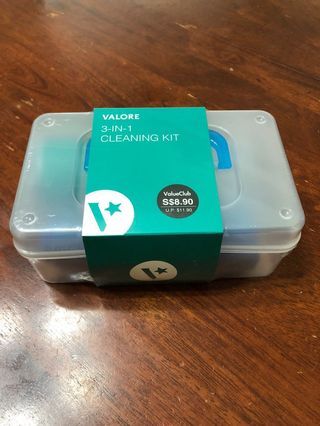 VALORE
3-IN-1
CLEANING KIT
ValueClub
S$8.90
U.P. $11.90